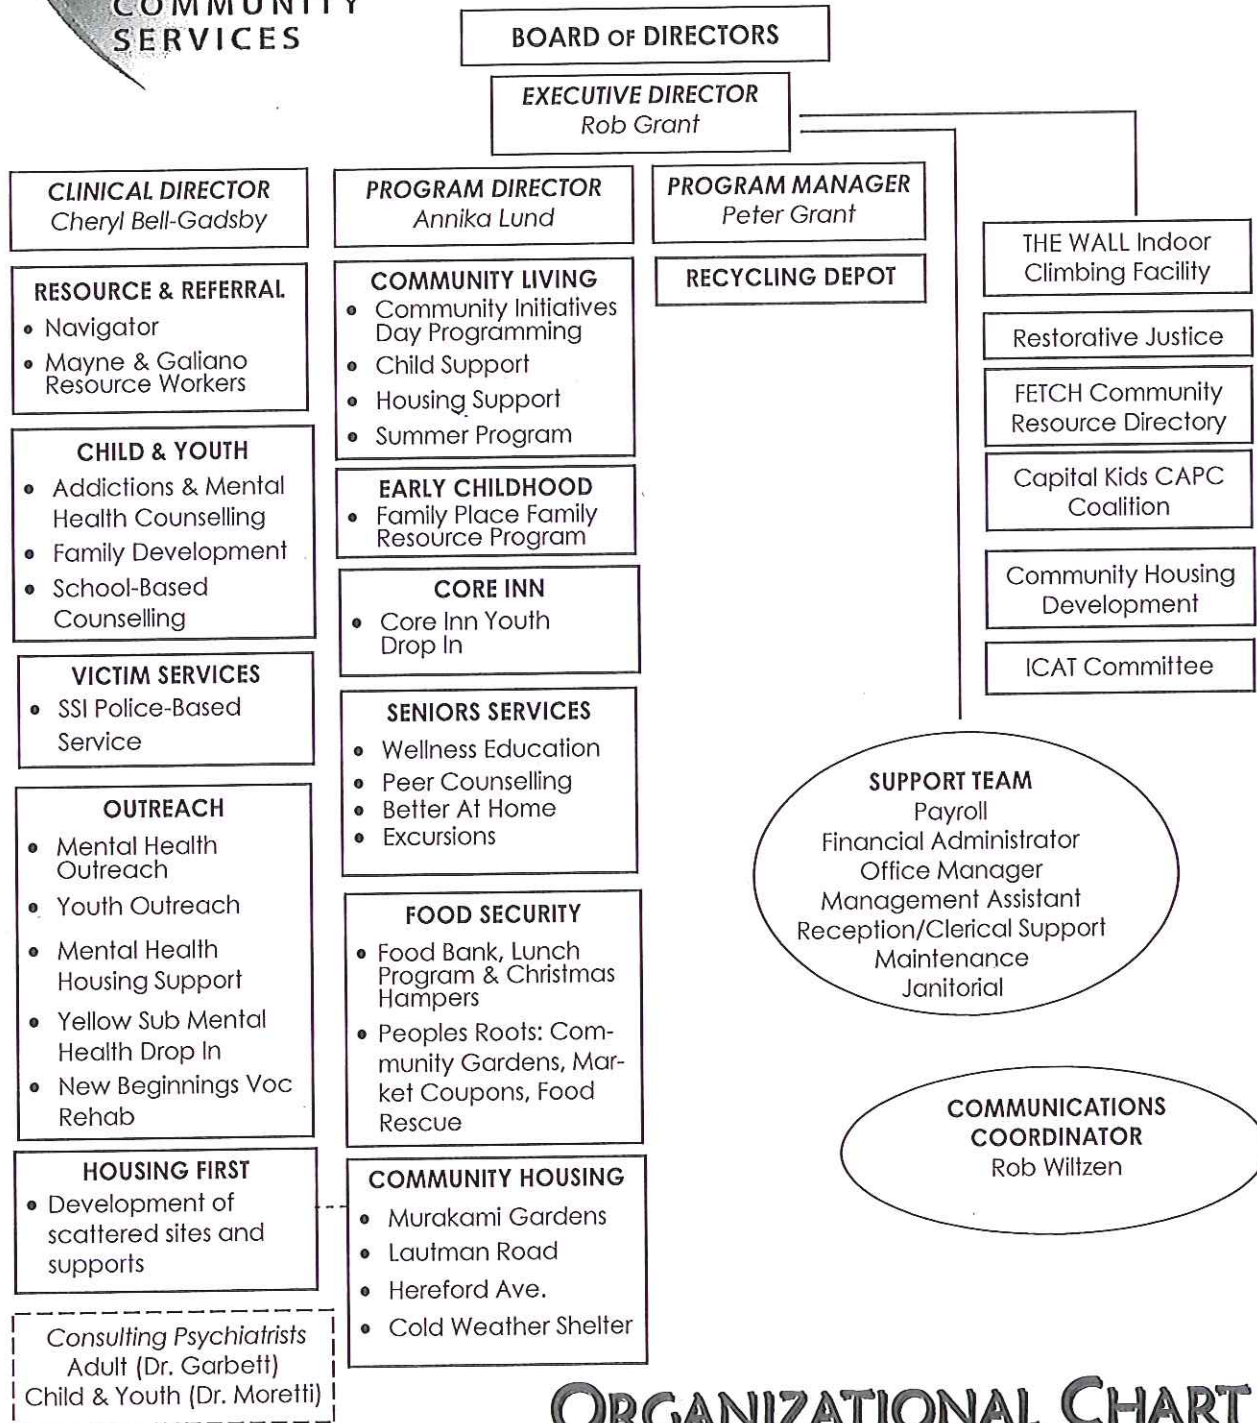 COMMUNITY
SERVICES
BOARD OF DIRECTORS
EXECUTIVE DIRECTOR
Rob Grant
CLINICAL DIRECTOR
Cheryl Bell-Gadsby
RESOURCE & REFERRAL
• Navigator
• Mayne & Galiano
Resource Workers
CHILD & YOUTH
• Addictions & Mental
Health Counselling
• Family Development
• School-Based
Counselling
VICTIM SERVICES
• SSI Police-Based
Service
OUTREACH
• Mental Health
Outreach
• Youth Outreach
• Mental Health
Housing Support
• Yellow Sub Mental
Health Drop In
• New Beginnings Voc
Rehab
HOUSING FIRST
• Development of
scattered sites and
supports
Consulting Psychiatrists
Adult (Dr. Garbett)
Child & Youth (Dr. Moretti)
PROGRAM DIRECTOR
Annika Lund
COMMUNITY LIVING
• Community Initiatives
Day Programming
• Child Support
• Housing Support
• Summer Program
EARLY CHILDHOOD
• Family Place Family
Resource Program
CORE INN
• Core Inn Youth
Drop In
SENIORS SERVICES
• Wellness Education
• Peer Counselling
• Better At Home
• Excursions
FOOD SECURITY
• Food Bank, Lunch
Program & Christmas
Hampers
• Peoples Roots: Com-
munity Gardens, Mar-
ket Coupons, Food
Rescue
COMMUNITY HOUSING
• Murakami Gardens
• Lautman Road
• Hereford Ave.
• Cold Weather Shelter
PROGRAM MANAGER
Peter Grant
RECYCLING DEPOT
THE WALL Indoor
Climbing Facility
Restorative Justice
FETCH Community
Resource Directory
Capital Kids CAPC
Coalition
Community Housing
Development
ICAT Committee
SUPPORT TEAM
Payroll
Financial Administrator
Office Manager
Management Assistant
Reception/Clerical Support
Maintenance
Janitorial
COMMUNICATIONS
COORDINATOR
Rob Wiltzen
ORGANIZATIONAL CHART